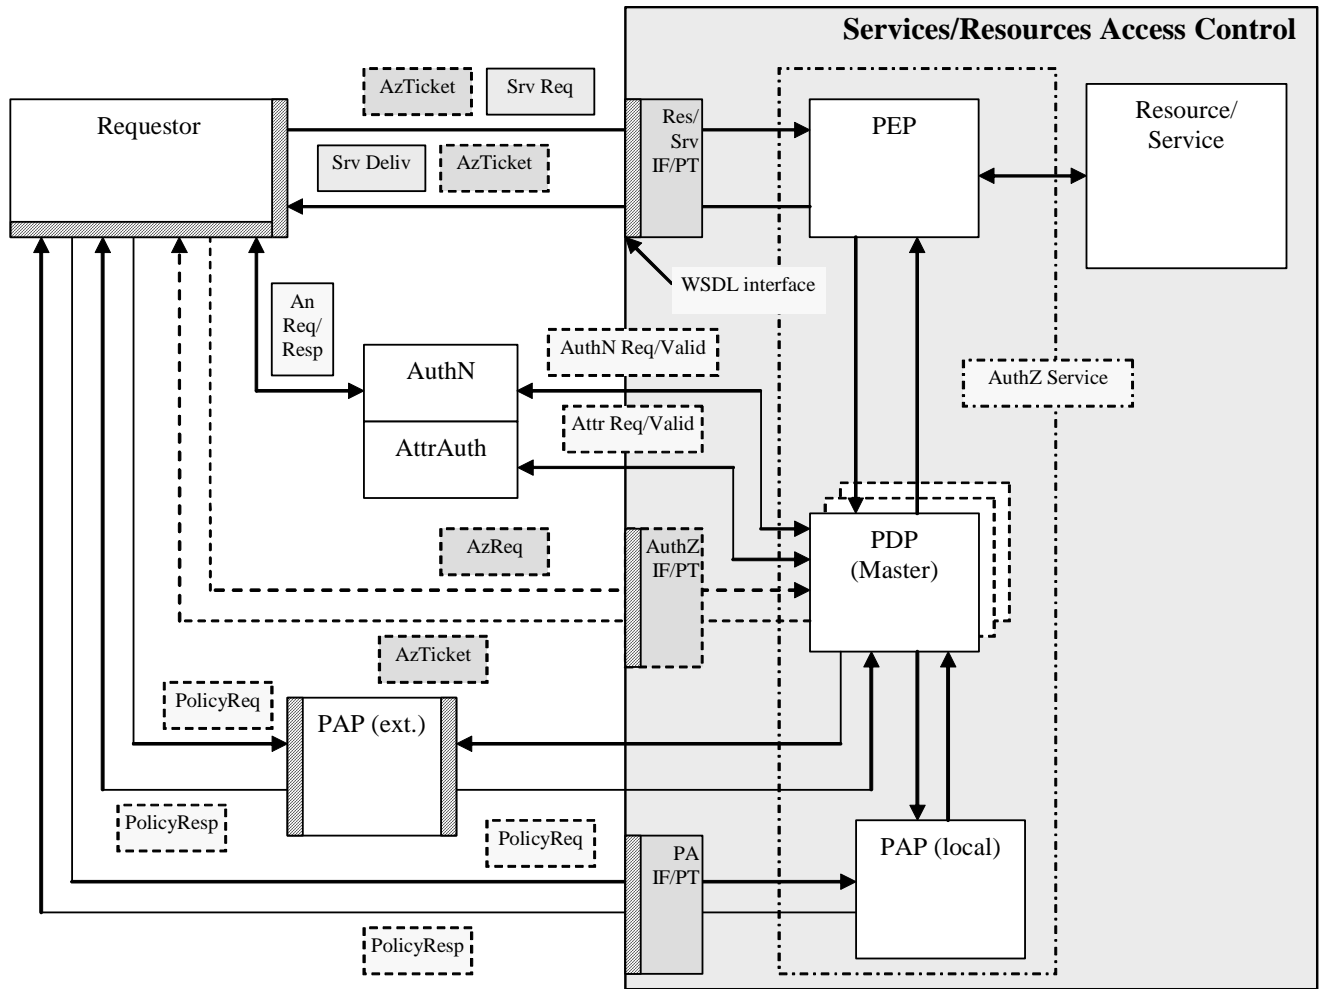 Services/Resources Access Control
AzTicket
Srv Req
Requestor
Res/
Srv
IF/PT
PEP
Resource/
Service
Srv Deliv
AzTicket
WSDL interface
An
Req/
Resp
AuthN Req/Valid
AuthN
AuthZ Service
Attr Req/Valid
AttrAuth
AzReq
AuthZ
IF/PT
PDP
(Master)
AzTicket
PolicyReq
PAP (ext.)
PolicyResp
PolicyReq
PA
IF/PT
PAP (local)
PolicyResp